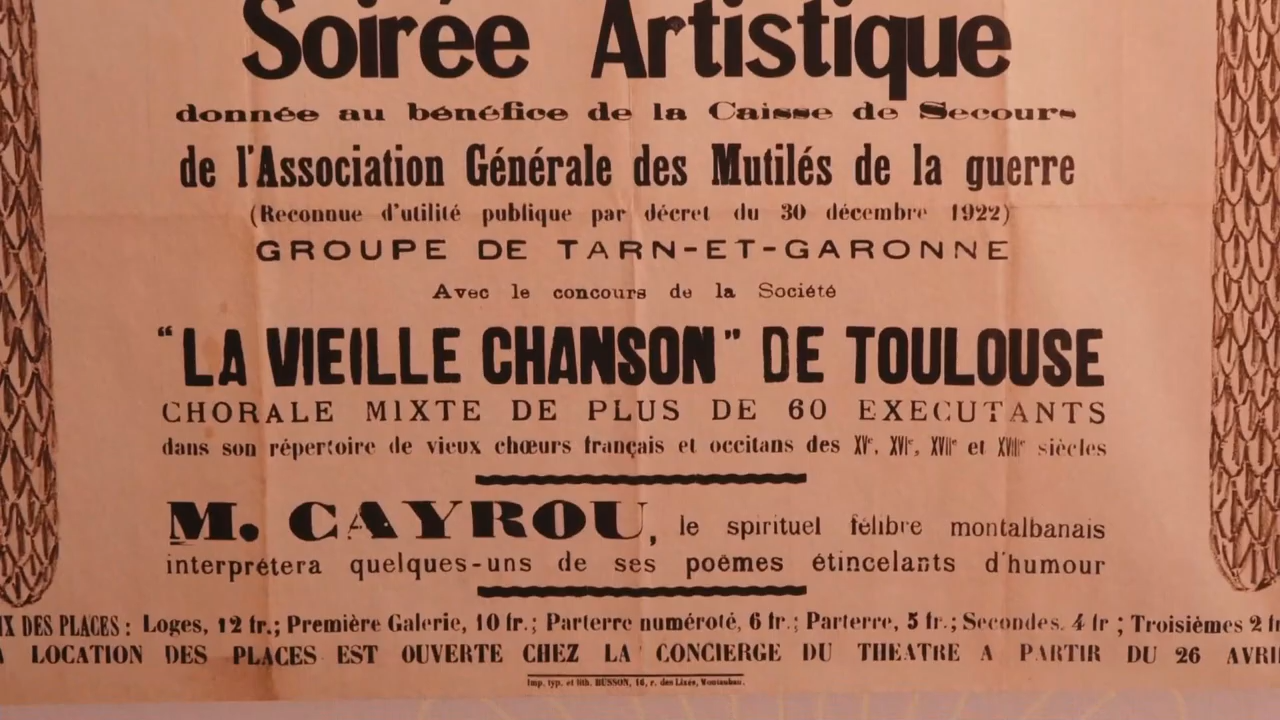 Soirée Artistique
donnée au bénéfice de la Caisse de Secours
de l'Association Générale des Mutilés de la guerre
(Reconnue d'utilité publique par décret du 30 décembre 1922)
GROUPE DE TARN-ET-GARONNE
Avec le concours de la Société
“LA VIEILLE CHANSON” DE TOULOUSE
CHORALE MIXTE DE PLUS DE 60 EXECUTANTS
dans son répertoire de vieux chœurs français et occitans des XVe, XVIe, XVIIe et XVIIIe siècles
M. CAYROU, le spirituel félibre montalbanais
interprétera quelques-uns de ses poëmes étincelants d'humour
IX DES PLACES : Loges, 12 fr.; Première Galerie, 10 fr.; Parterre numéroté, 6 fr.; Parterre, 5 fr.; Secondes. 4 fr ; Troisièmes 2 fr
A LOCATION DES PLACES EST OUVERTE CHEZ LA CONCIERGE DU THEATRE A PARTIR DU 26 AVRI
Imp. typ. et lith. BUSSON, 16, r. des Lixés, Montauban.